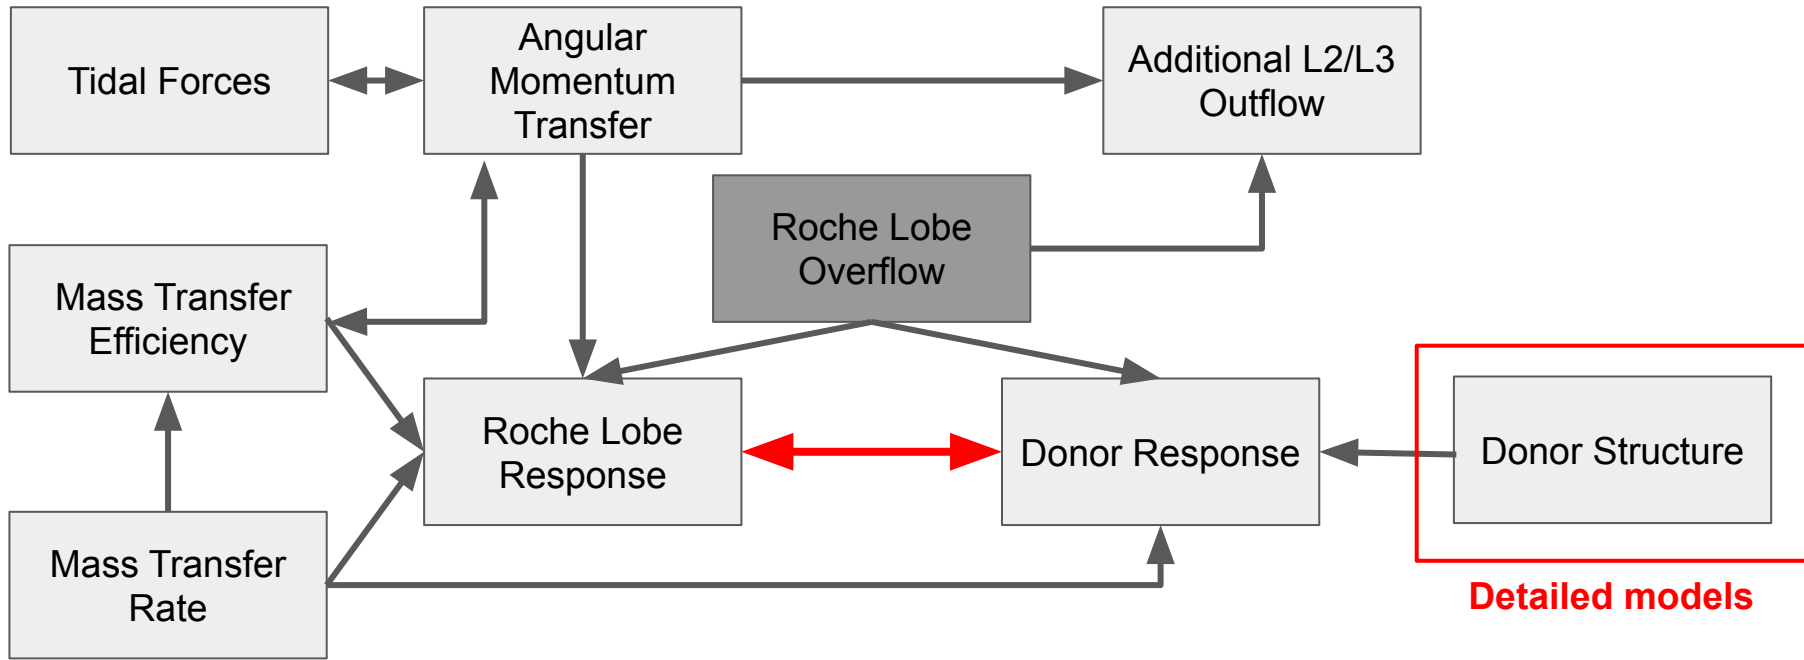 Tidal Forces
Angular
Momentum
Transfer
Additional L2/L3
Outflow
Roche Lobe
Overflow
Mass Transfer
Efficiency
Roche Lobe
Response
Donor Response
Donor Structure
Mass Transfer
Rate
Detailed models